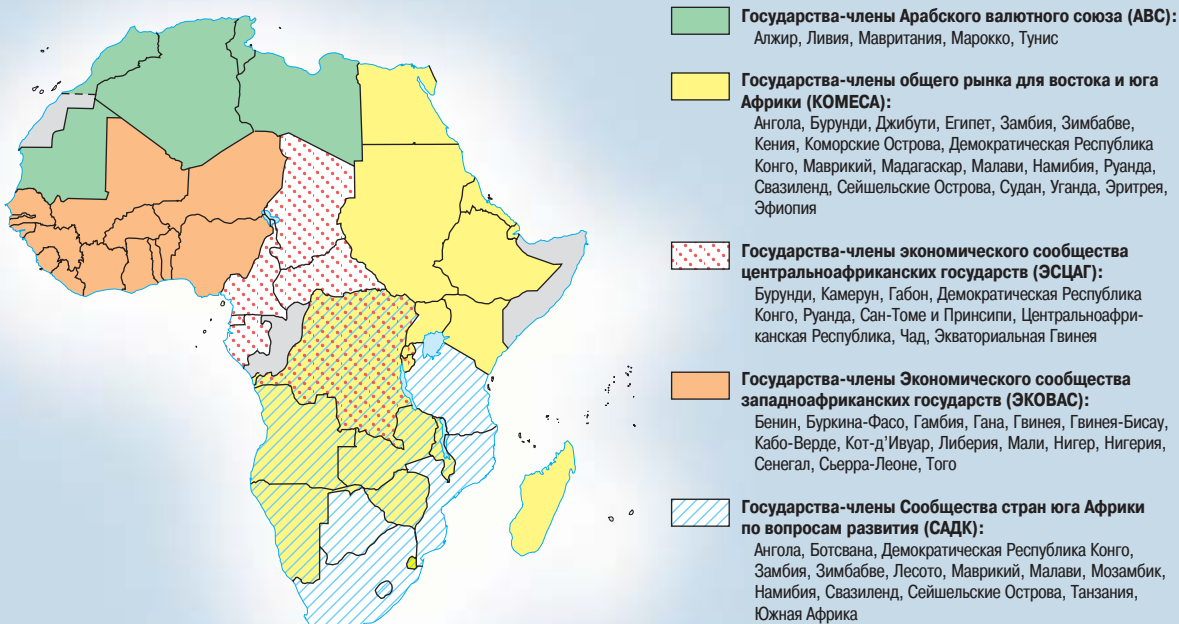 Государства-члены Арабского валютного союза (АВС):
Алжир, Ливия, Мавритания, Марокко, Тунис
Государства-члены общего рынка для востока и юга
Африки (КОМЕСА):
Ангола, Бурунди, Джибути, Египет, Замбия, Зимбабве,
Кения, Коморские Острова, Демократическая Республика
Конго, Маврикий, Мадагаскар, Малави, Намибия, Руанда,
Свазиленд, Сейшельские Острова, Судан, Уганда, Эритрея,
Эфиопия
Государства-члены экономического сообщества
центральноафриканских государств (ЭСЦАГ):
Бурунди, Камерун, Габон, Демократическая Республика
Конго, Руанда, Сан-Томе и Принсипи, Центральноафри-
канская Республика, Чад, Экваториальная Гвинея
Государства-члены Экономического сообщества
западноафриканских государств (ЭКОВАС):
Бенин, Буркина-Фасо, Гамбия, Гана, Гвинея, Гвинея-Бисау,
Кабо-Верде, Кот-д'Ивуар, Либерия, Мали, Нигер, Нигерия,
Сенегал, Сьерра-Леоне, Того
Государства-члены Сообщества стран юга Африки
по вопросам развития (САДК):
Ангола, Ботсвана, Демократическая Республика Конго,
Замбия, Зимбабве, Лесото, Маврикий, Малави, Мозамбик,
Намибия, Свазиленд, Сейшельские Острова, Танзания,
Южная Африка